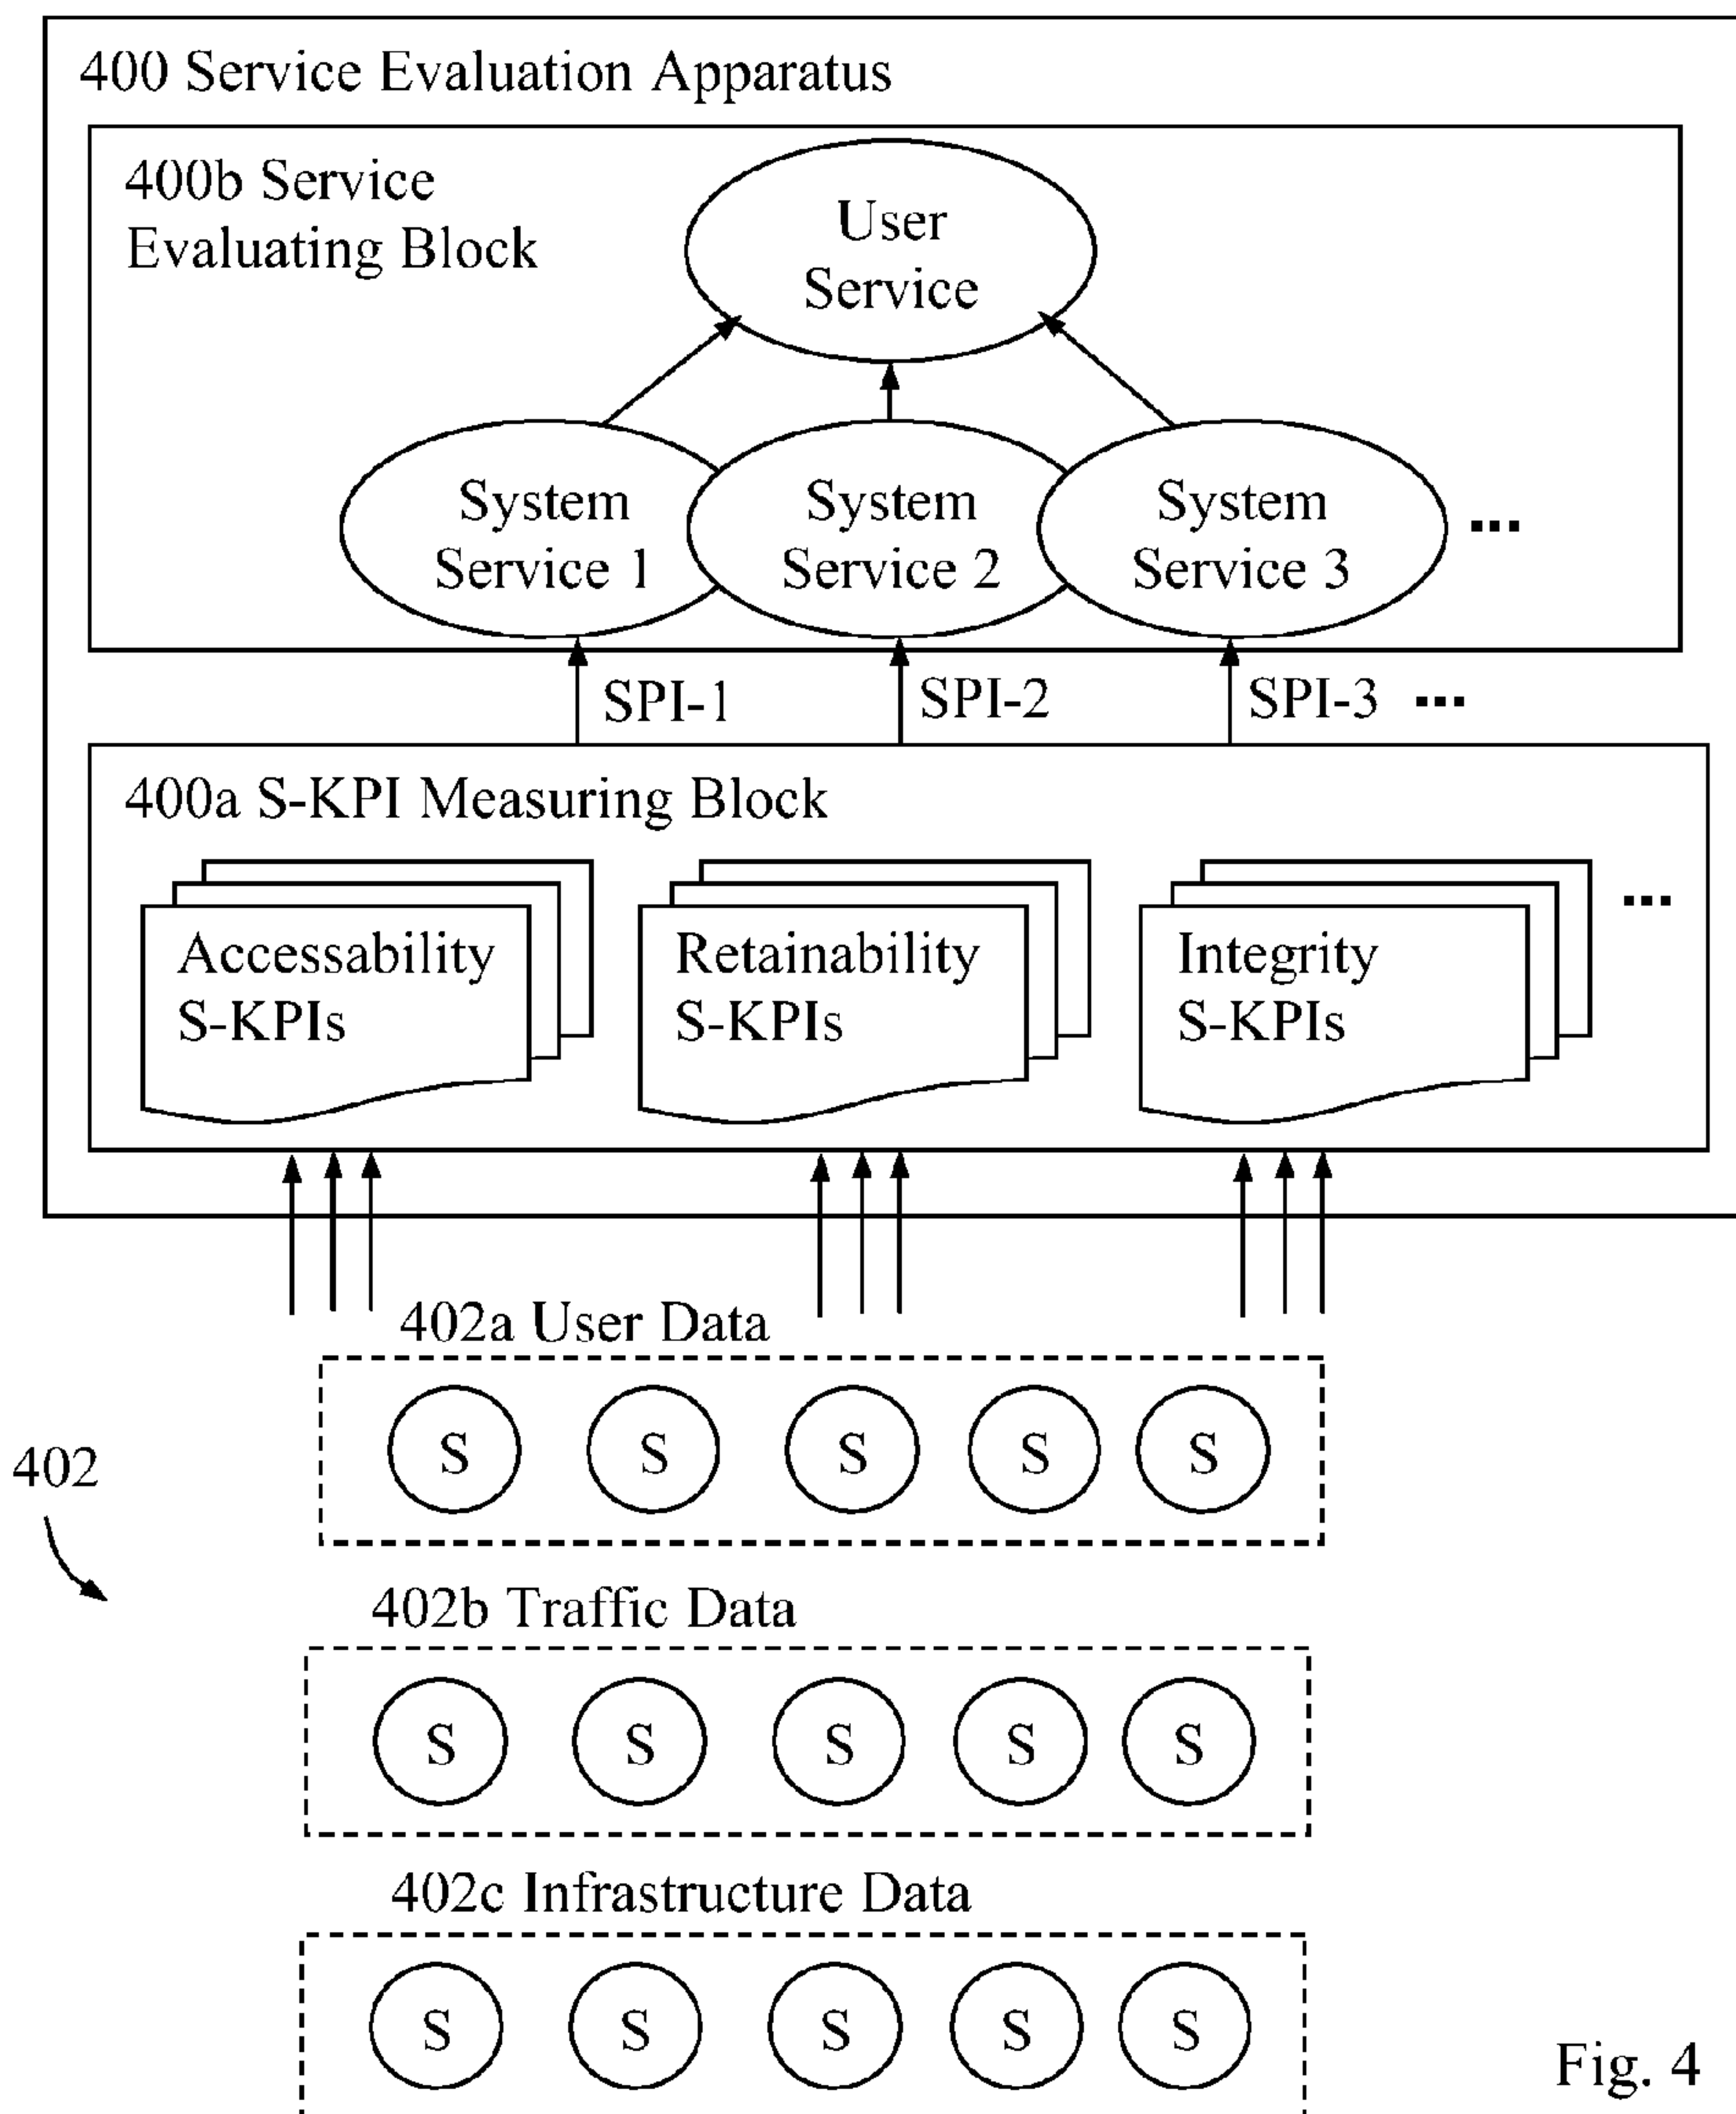 400 Service Evaluation Apparatus
400b Service
Evaluating Block
User
Service
System
Service 1
System
Service 2
System
Service 3
...
SPI-1
SPI-2
SPI-3 ...
400a S-KPI Measuring Block
Accessability
S-KPIs
Retainability
S-KPIs
Integrity
S-KPIs
...
402a User Data
S S S S S
402
402b Traffic Data
S S S S S
402c Infrastructure Data
S S S S S
Fig. 4